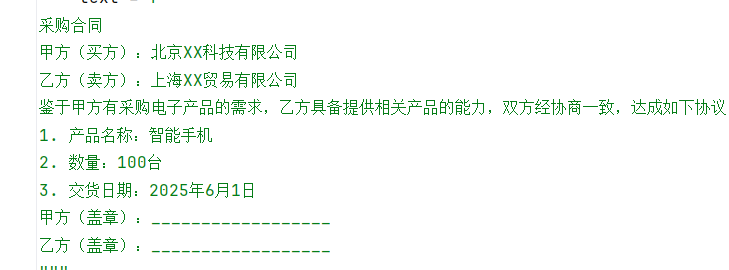 采购合同
甲方（买方）：北京XX科技有限公司
乙方（卖方）：上海XX贸易有限公司
鉴于甲方有采购电子产品的需求，乙方具备提供相关产品的能力，双方经协商一致，达成如下协议
1. 产品名称：智能手机
2. 数量：100台
3. 交货日期：2025年6月1日
甲方（盖章）：__________________
乙方（盖章）：__________________
"""